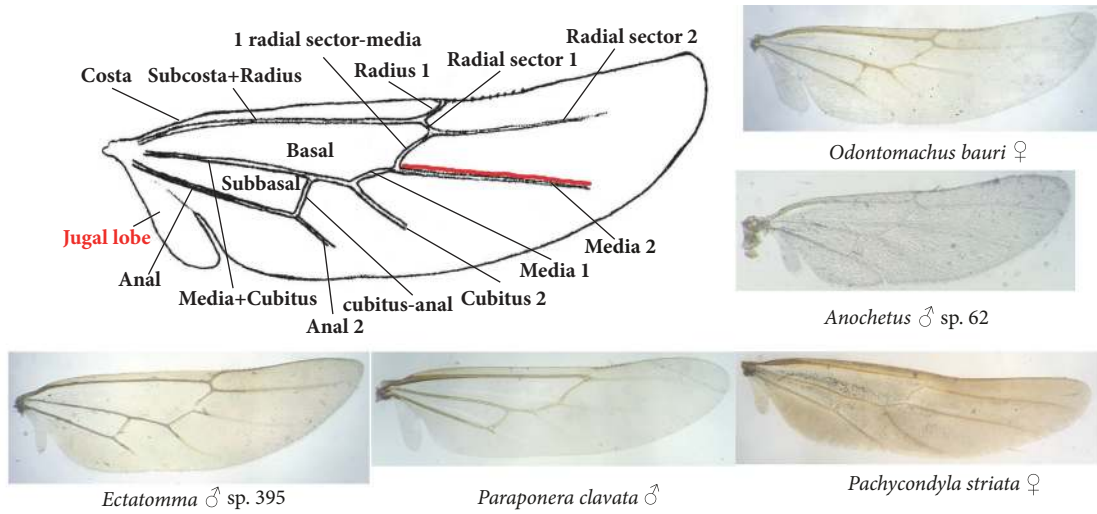 1 radial sector-media
Radial sector 2
Costa
Subcosta+Radius
Radius 1
Radial sector 1
Basal
Subbasal
Jugal lobe
Anal
Media+Cubitus
cubitus-anal
Anal 2
Cubitus 2
Media 1
Media 2
Odontomachus bauri ♀
Anochetus ♂ sp. 62
Ectatomma ♂ sp. 395
Paraponera clavata ♂
Pachycondyla striata ♀